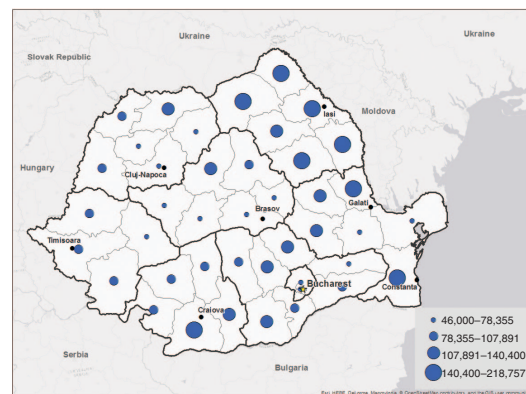 Ukraine
Ukraine
Slovak Republic
Moldova
Iasi
Hungary
Cluj-Napoca
Brasov
Galati
Timisoara
Bucharest
Constanta
Craiova
Serbia
Bulgaria
46,000–78,355
78,355–107,891
107,891–140,400
140,400–218,757